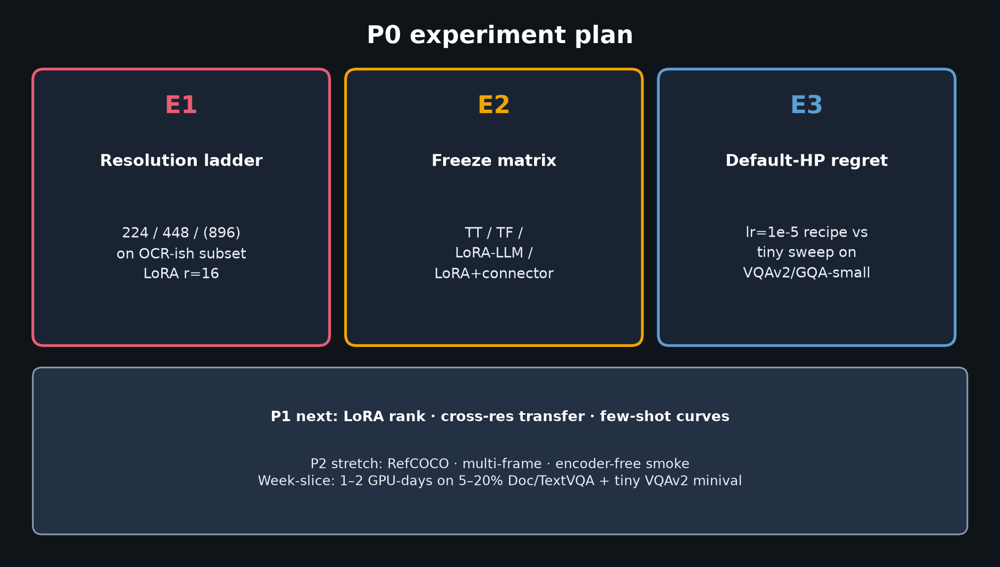 P0 experiment plan
E1
Resolution ladder
224 / 448 / (896)
on OCR-ish subset
LoRA r=16
E2
Freeze matrix
TT / TF /
LoRA-LLM /
LoRA+connector
E3
Default-HP regret
lr=1e-5 recipe vs
tiny sweep on
VQAv2/GQA-small
P1 next: LoRA rank · cross-res transfer · few-shot curves
P2 stretch: RefCOCO · multi-frame · encoder-free smoke
Week-slice: 1–2 GPU-days on 5–20% Doc/TextVQA + tiny VQAv2 minival